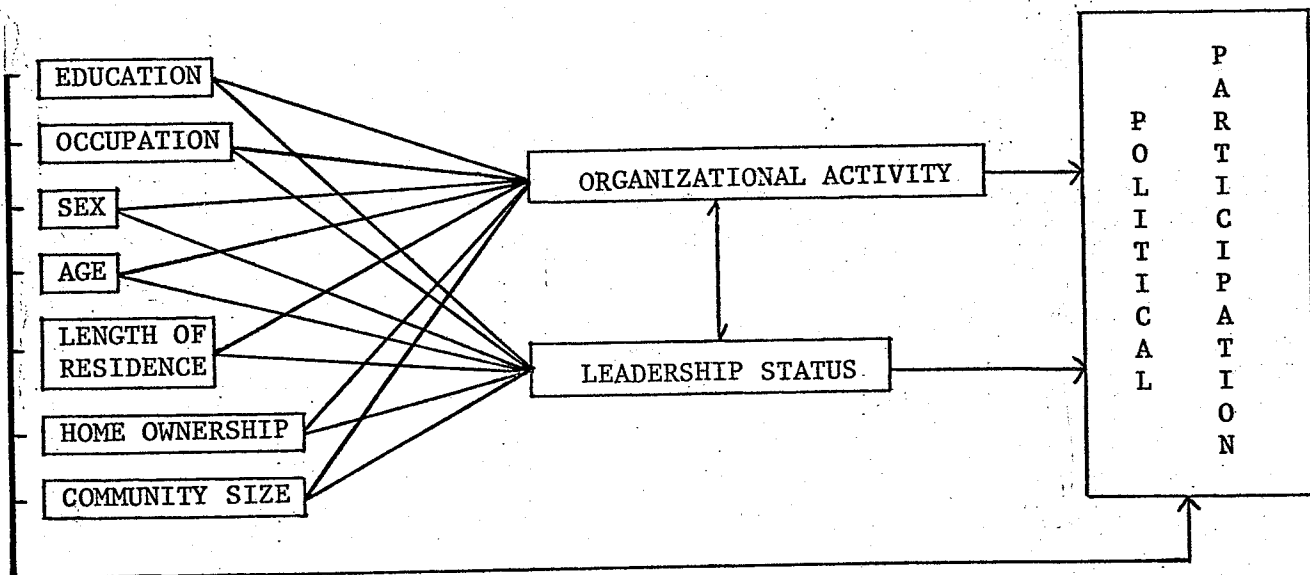 EDUCATION
OCCUPATION
SEX
AGE
LENGTH OF
RESIDENCE
HOME OWNERSHIP
COMMUNITY SIZE
ORGANIZATIONAL ACTIVITY
LEADERSHIP STATUS
POLITICAL
PARTICIPATION